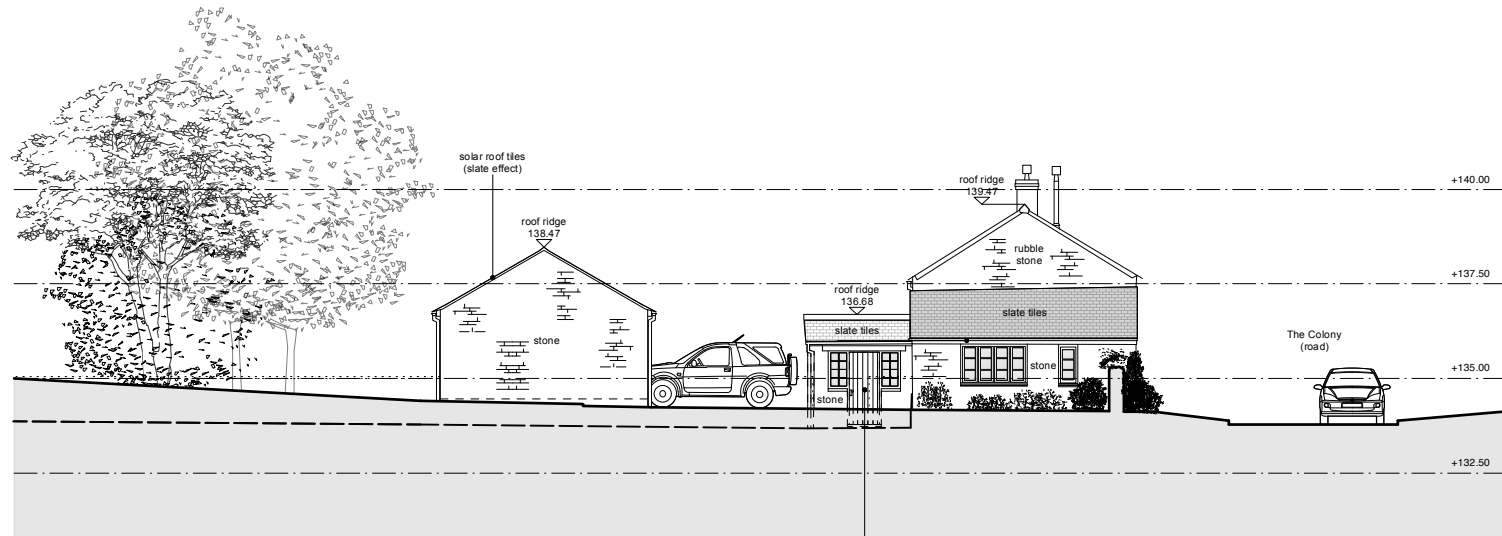 solar roof tiles
(slate effect)
roof ridge
138.47
roof ridge
139.47
+140.00
rubble
stone
+137.50
roof ridge
136.68
slate tiles
slate tiles
stone
The Colony
(road)
stone
+135.00
stone
+132.50